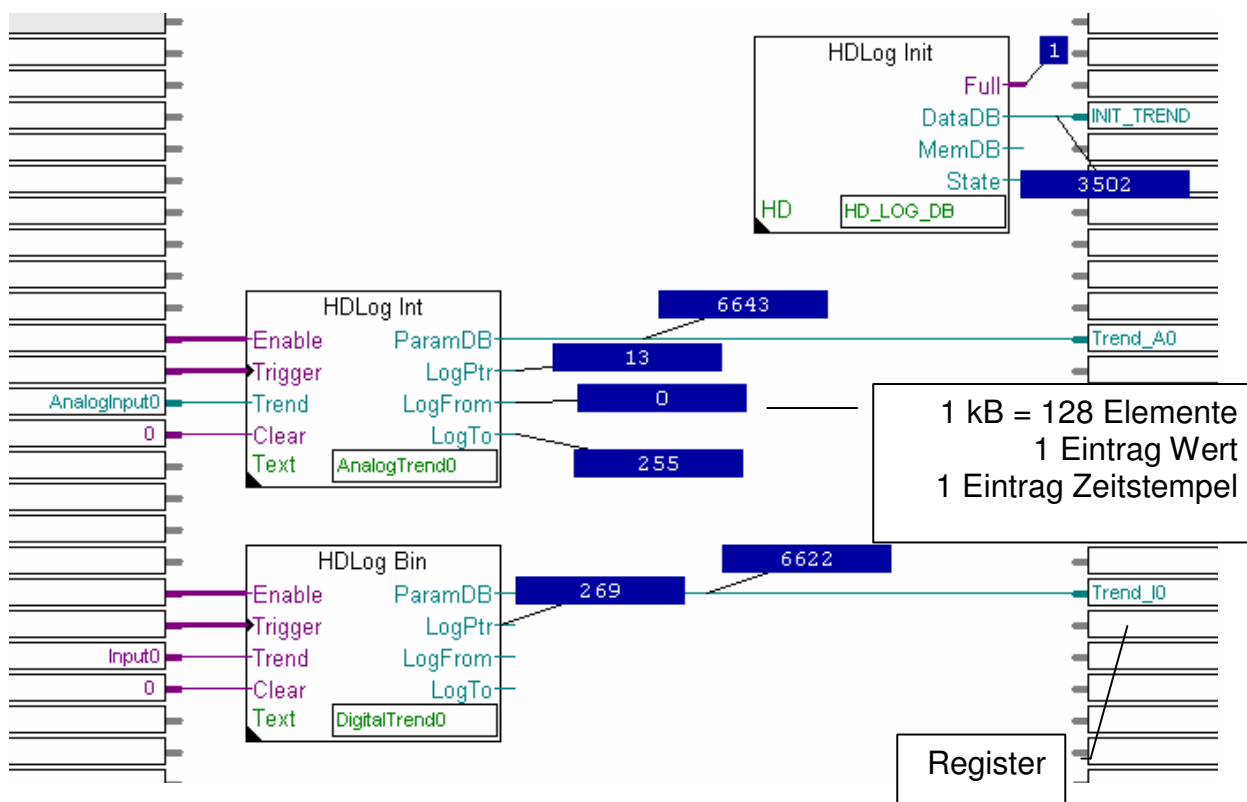 HDLog Init
1
Full
DataDB
INIT_TREND
MemDB
State
3502
HD
HD_LOG_DB
HDLog Int
6643
Enable
ParamDB
Trend_A0
Trigger
LogPtr
13
AnalogInput0
Trend
LogFrom
0
0
Clear
LogTo
255
Text
AnalogTrend0
1 kB = 128 Elemente
1 Eintrag Wert
1 Eintrag Zeitstempel
HDLog Bin
6622
Enable
ParamDB
269
Trend_I0
Trigger
LogPtr
Input0
Trend
LogFrom
0
Clear
LogTo
Text
DigitalTrend0
Register